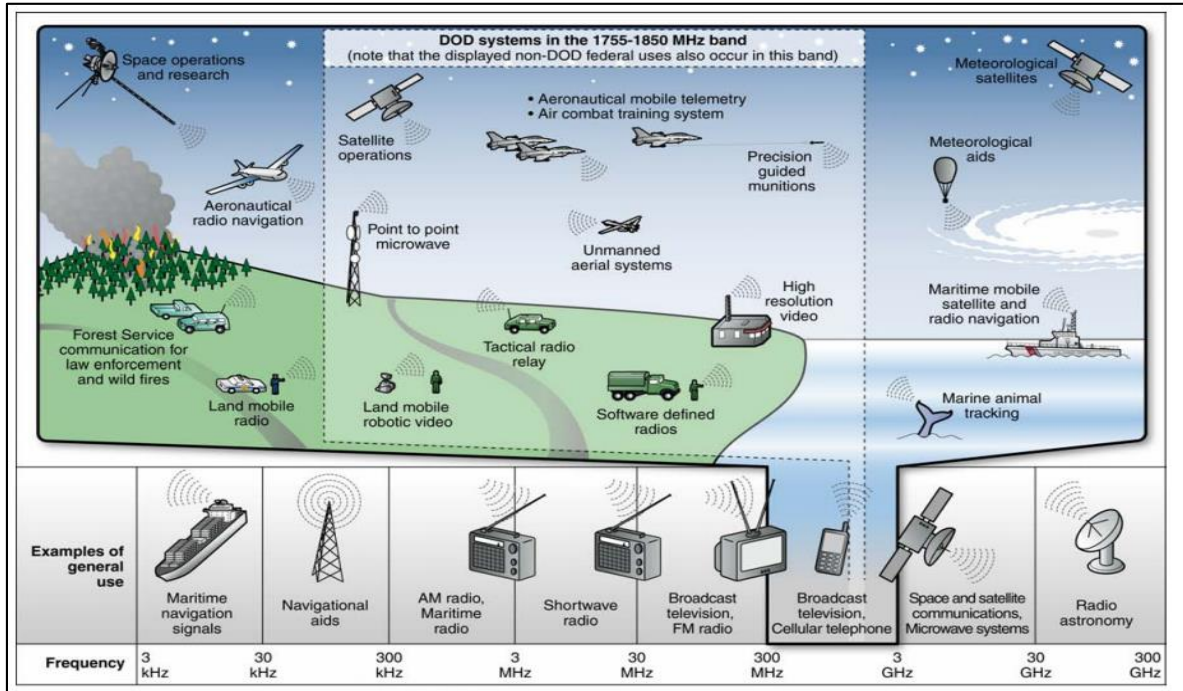 DOD systems in the 1755-1850 MHz band
(note that the displayed non-DOD federal uses also occur in this band)
Space operations
and research
Satellite
operations
• Aeronautical mobile telemetry
• Air combat training system
Meteorological
satellites
Aeronautical
radio navigation
Precision
guided
munitions
Meteorological
aids
Point to point
microwave
Unmanned
aerial systems
High
resolution
video
Maritime mobile
satellite and
radio navigation
Forest Service
communication for
law enforcement
and wild fires
Tactical radio
relay
Land mobile
radio
Land mobile
robotic video
Software defined
radios
Marine animal
tracking
Examples of
general
use
Maritime
navigation
signals
Navigational
aids
AM radio,
Maritime
radio
Shortwave
radio
Broadcast
television,
FM radio
Broadcast
television,
Cellular telephone
Space and satellite
communications,
Microwave systems
Radio
astronomy
Frequency
3
kHz
30
kHz
300
kHz
3
MHz
30
MHz
300
MHz
3
GHz
30
GHz
300
GHz